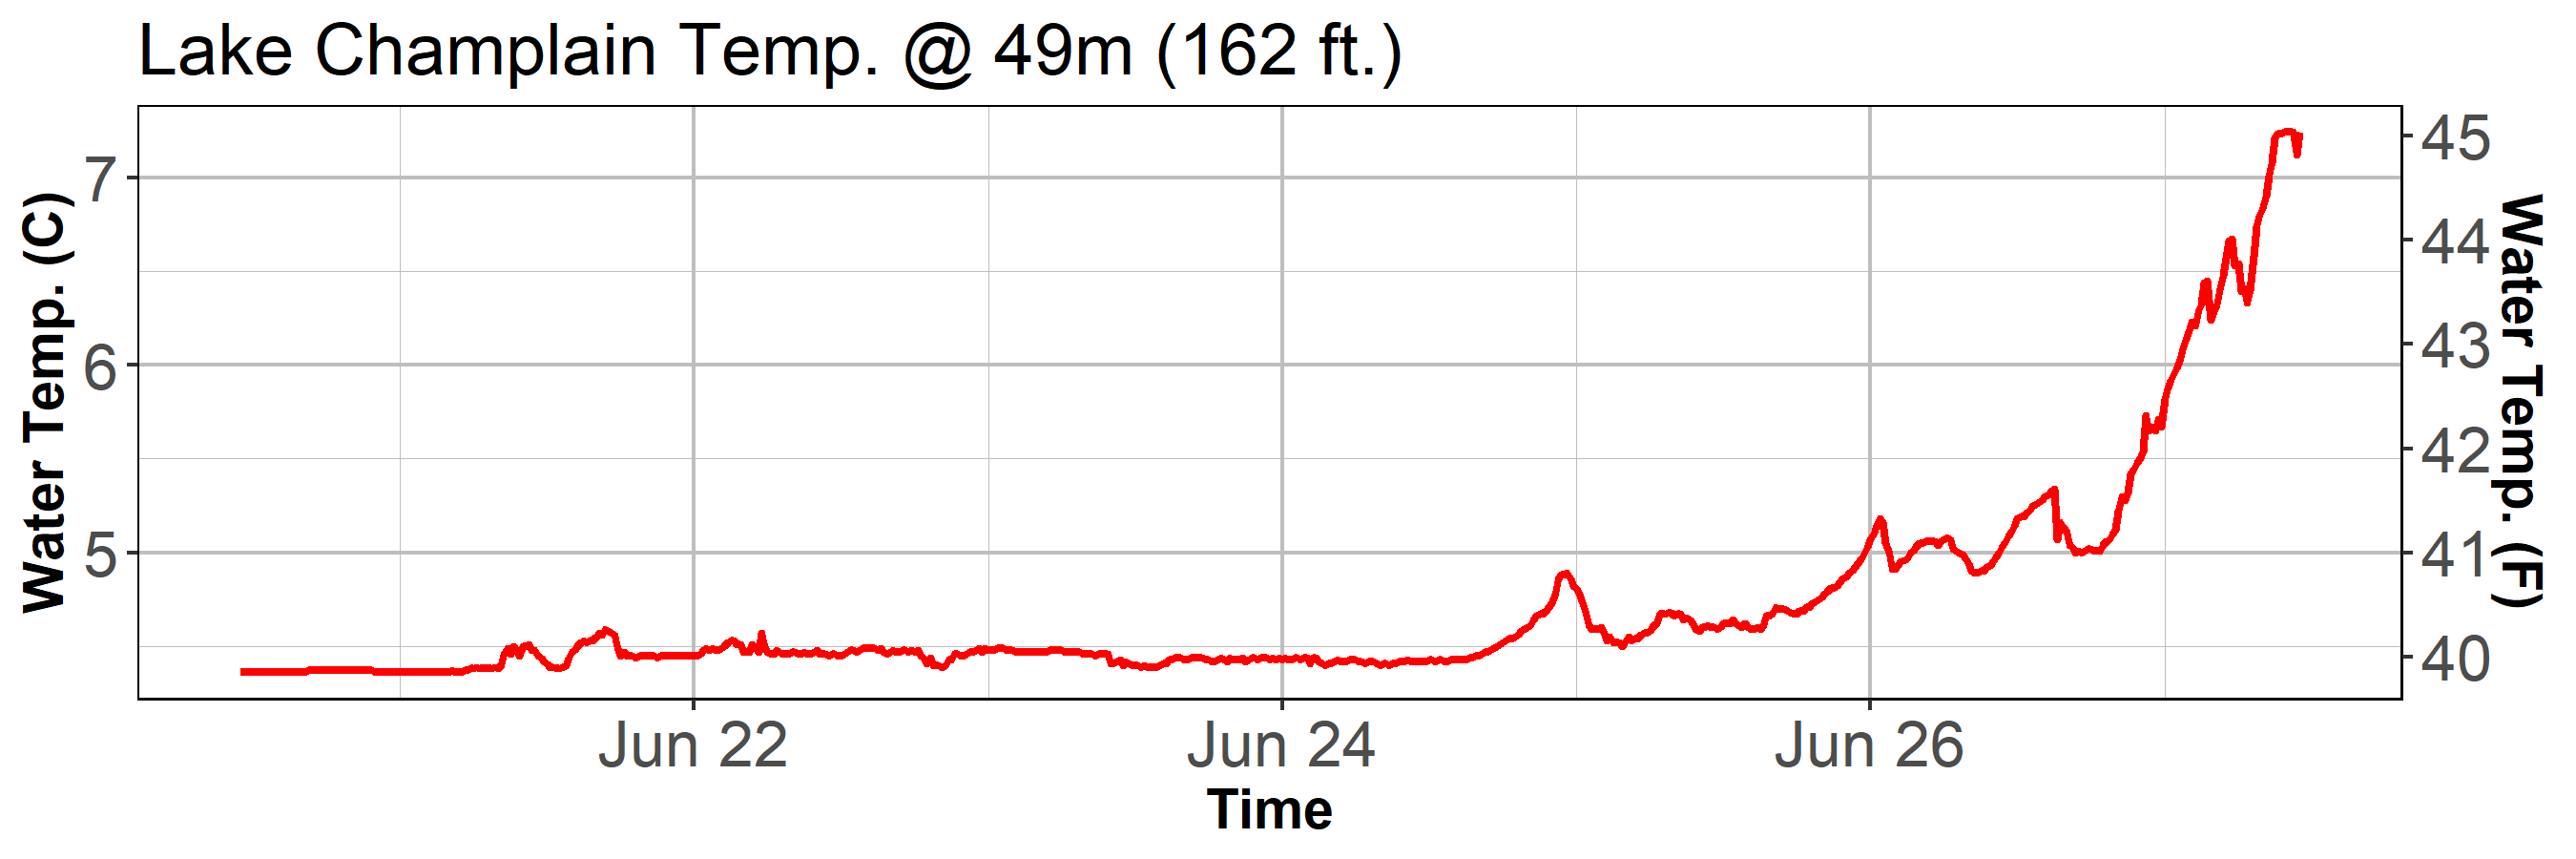 Lake Champlain Temp. @ 49m (162 ft.)
Water Temp. (C)
7
6
5
45
44
43
42
41
40
Water Temp. (F)
Jun 22
Jun 24
Jun 26
Time